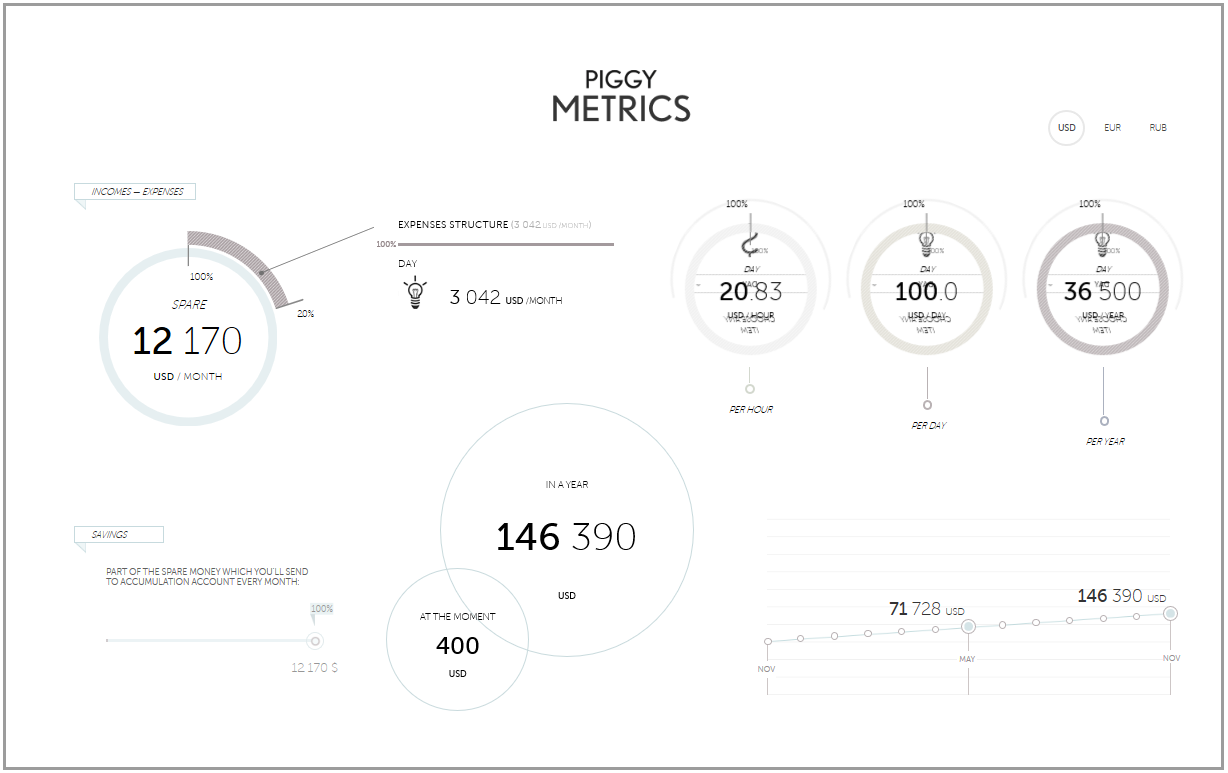 PIGGY
METRICS
USD EUR RUB
INCOMES — EXPENSES
EXPENSES STRUCTURE (3 042 USD /MONTH)
100%
DAY
3 042 USD /MONTH
100%
20%
SPARE
12 170
USD / MONTH
100%
DAY
20.83
USD / HOUR
PER HOUR
100%
DAY
100.0
USD / DAY
PER DAY
100%
DAY
36 500
USD / YEAR
PER YEAR
SAVINGS
PART OF THE SPARE MONEY WHICH YOU'LL SEND
TO ACCUMULATION ACCOUNT EVERY MONTH:
100%
12 170 $
IN A YEAR
146 390
USD
AT THE MOMENT
400
USD
71 728 USD
146 390 USD
NOV
MAY
NOV